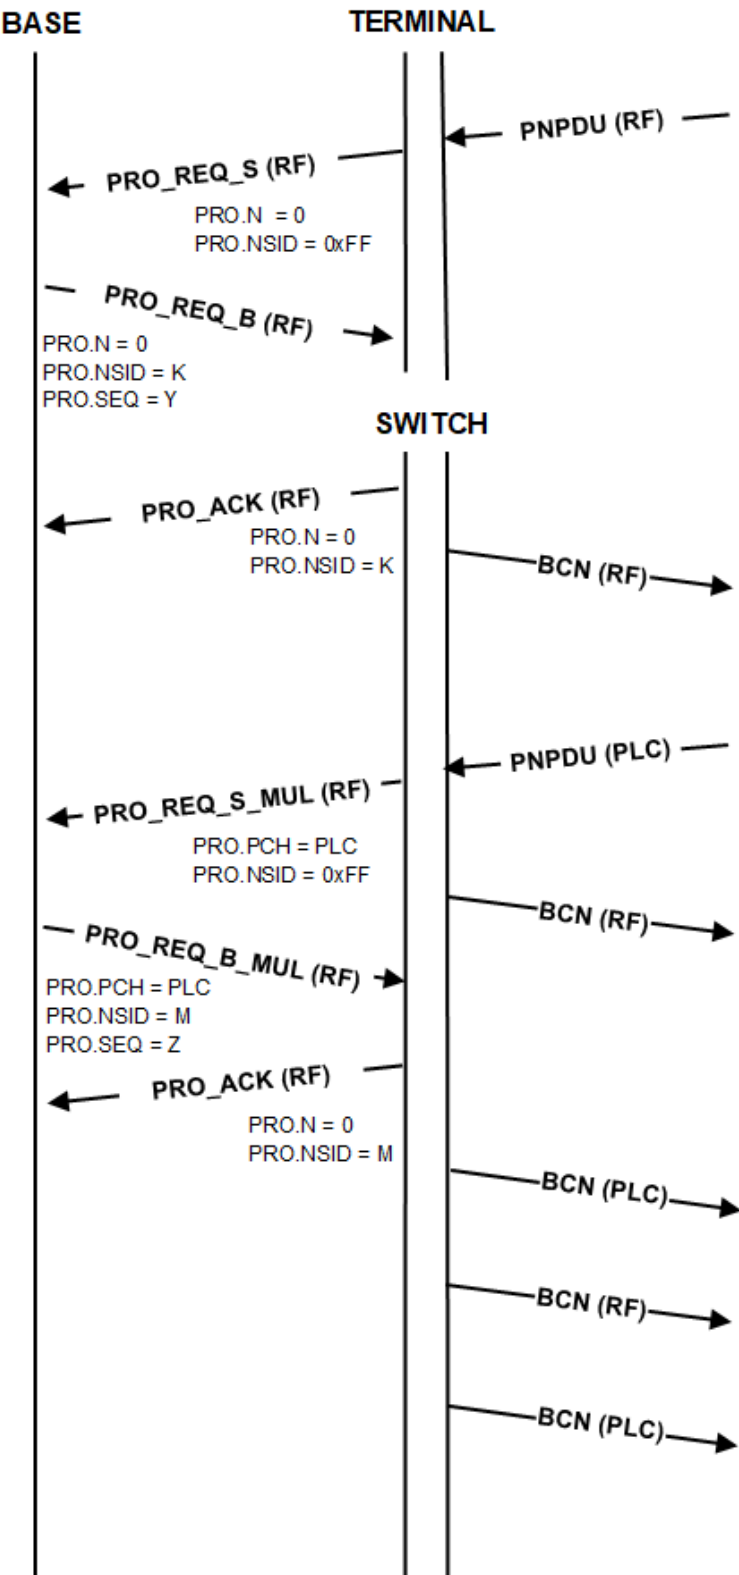 BASE
TERMINAL
PNPDU (RF)
PRO_REQ_S (RF)
PRO.N = 0
PRO.NSID = 0xFF
PRO_REQ_B (RF)
PRO.N = 0
PRO.NSID = K
PRO.SEQ = Y
SWITCH
PRO_ACK (RF)
PRO.N = 0
PRO.NSID = K
BCN (RF)
PNPDU (PLC)
PRO_REQ_S_MUL (RF)
PRO.PCH = PLC
PRO.NSID = 0xFF
BCN (RF)
PRO_REQ_B_MUL (RF)
PRO.PCH = PLC
PRO.NSID = M
PRO.SEQ = Z
PRO_ACK (RF)
PRO.N = 0
PRO.NSID = M
BCN (PLC)
BCN (RF)
BCN (PLC)